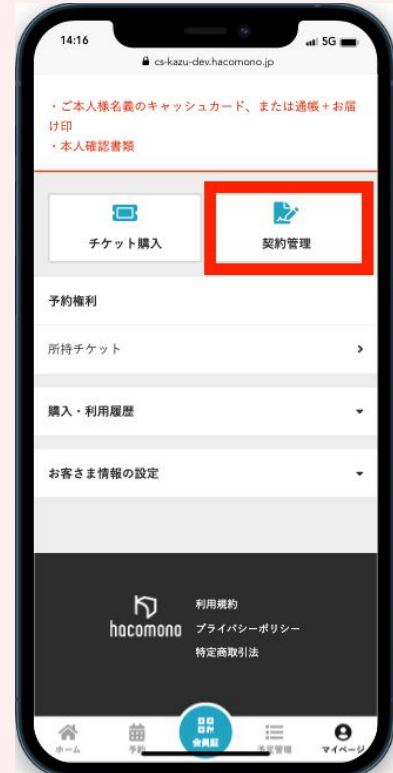 14:16
5G
cs-kazu-dev.hacomono.jp
・ご本人様名義のキャッシュカード、または通帳+お届
け印
・本人確認書類
チケット購入
契約管理
予約権利
所持チケット
購入・利用履歴
お客さま情報の設定
hacomono
利用規約
プライバシーポリシー
特定商取引法
ホーム
予約
会員証
予定管理
マイページ